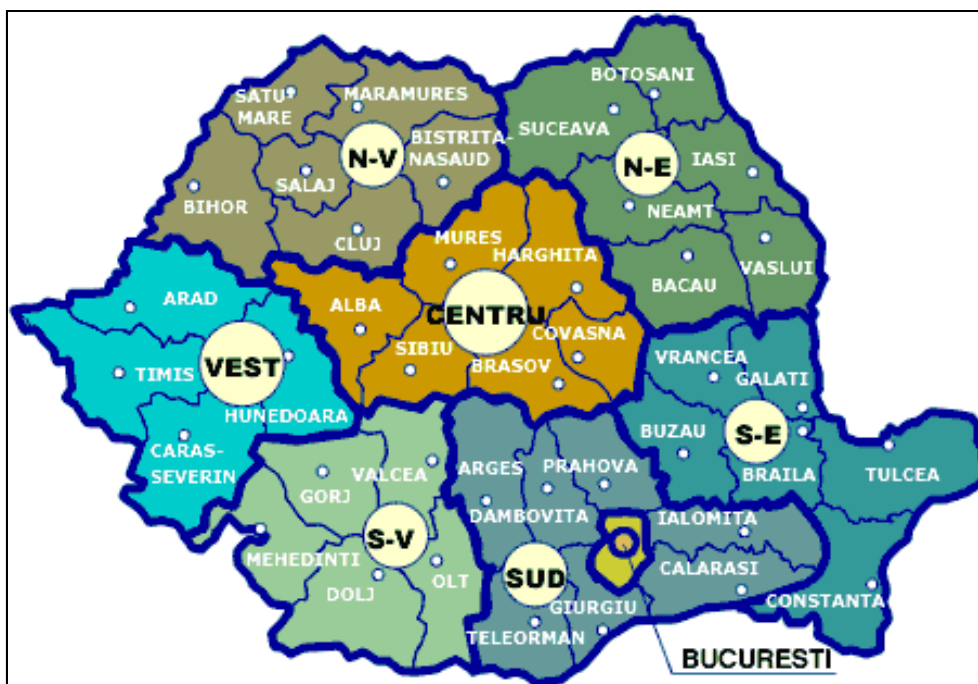 BOTOSANI
SATU-
MARE
MARAMURES
SUCEAVA
BISTRITA-
NASAUD
N-V
N-E
IASI
SALAJ
BIHOR
NEAMT
CLUJ
MURES
HARGHITA
VASLUI
BACAU
ARAD
ALBA
CENTRU
COVASNA
SIBIU
BRASOV
VRANCEA
VEST
TIMIS
GALATI
HUNEDOARA
BUZAU
S-E
CARAS-
SEVERIN
VALCEA
ARGES
PRAHOVA
BRAILA
TULCEA
GORJ
DAMBOVITA
IALOMITA
S-V
MEHEDINTI
OLT
SUD
CALARASI
DOLJ
GIURGIU
CONSTANTA
TELEORMAN
BUCURESTI